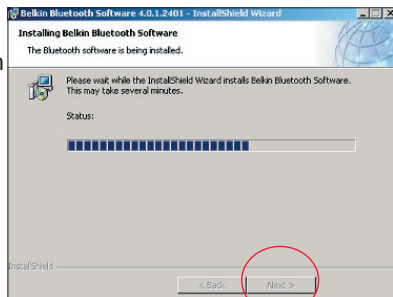 Belkin Bluetooth Software 4.0.1.2401 - InstallShield Wizard
Installing Belkin Bluetooth Software
The Bluetooth software is being installed.
n
Please wait while the InstallShield Wizard installs Belkin Bluetooth Software.
This may take several minutes.
Status:
InstallShield
< Back Next >